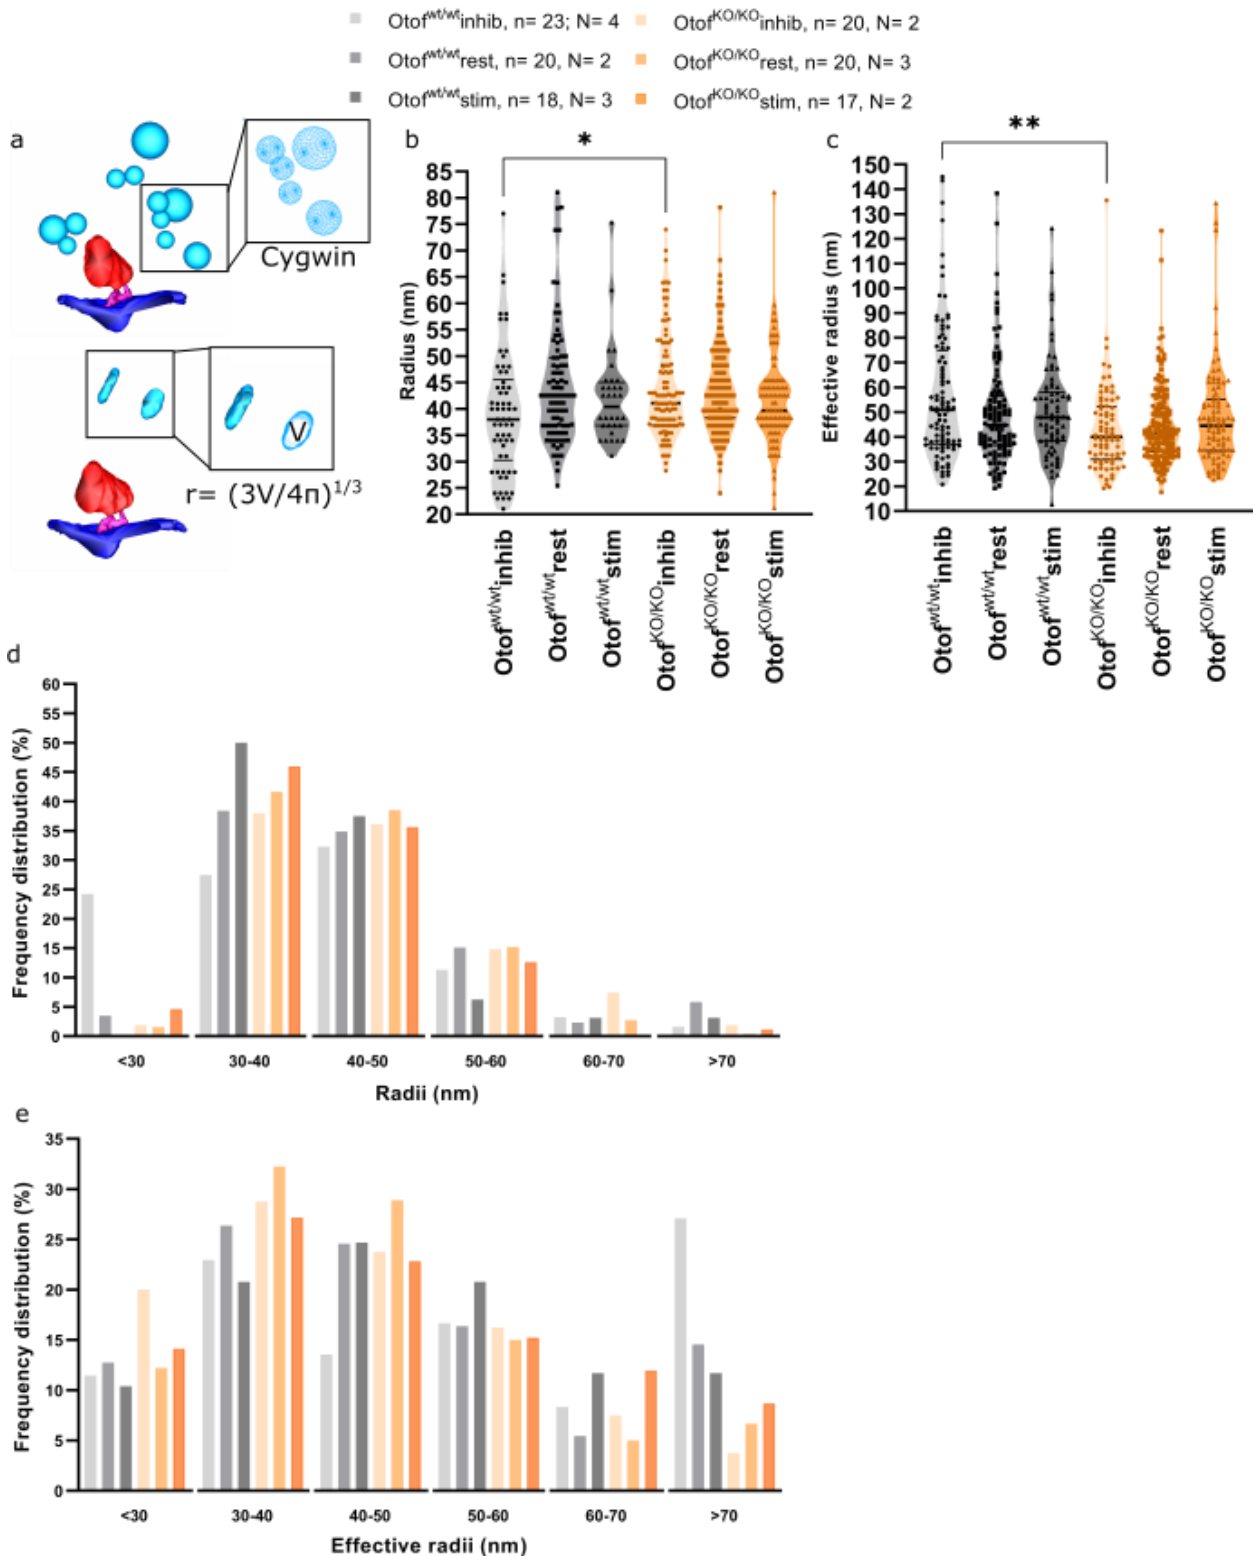 Otof^wt/wt inhib, n= 23; N= 4
Otof^KO/KO inhib, n= 20, N= 2
Otof^wt/wt rest, n= 20, N= 2
Otof^KO/KO rest, n= 20, N= 3
Otof^wt/wt stim, n= 18, N= 3
Otof^KO/KO stim, n= 17, N= 2
a
Cygwin
V
r= (3V/4π)^1/3
b
*
Radius (nm)
85
80
75
70
65
60
55
50
45
40
35
30
25
20
Otof^wt/wt inhib
Otof^wt/wt rest
Otof^wt/wt stim
Otof^KO/KO inhib
Otof^KO/KO rest
Otof^KO/KO stim
c
**
Effective radius (nm)
150
140
130
120
110
100
90
80
70
60
50
40
30
20
10
Otof^wt/wt inhib
Otof^wt/wt rest
Otof^wt/wt stim
Otof^KO/KO inhib
Otof^KO/KO rest
Otof^KO/KO stim
d
Frequency distribution (%)
60
55
50
45
40
35
30
25
20
15
10
5
0
<30 30-40 40-50 50-60 60-70 >70
Radii (nm)
e
Frequency distribution (%)
35
30
25
20
15
10
5
0
<30 30-40 40-50 50-60 60-70 >70
Effective radii (nm)